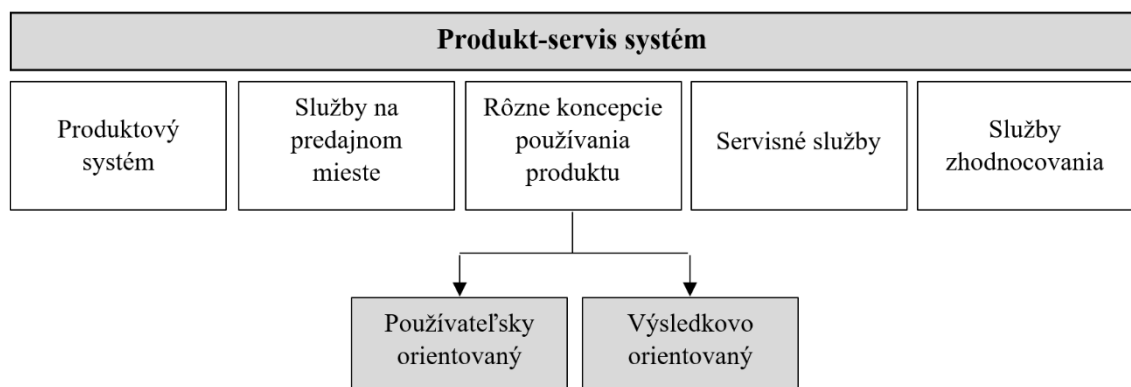 Produkt-servis systém
Produktový
systém
Služby na
predajnom
mieste
Rôzne koncepcie
používania
produktu
Servisné služby
Služby
zhodnocovania
Používateľsky
orientovaný
Výsledkovo
orientovaný